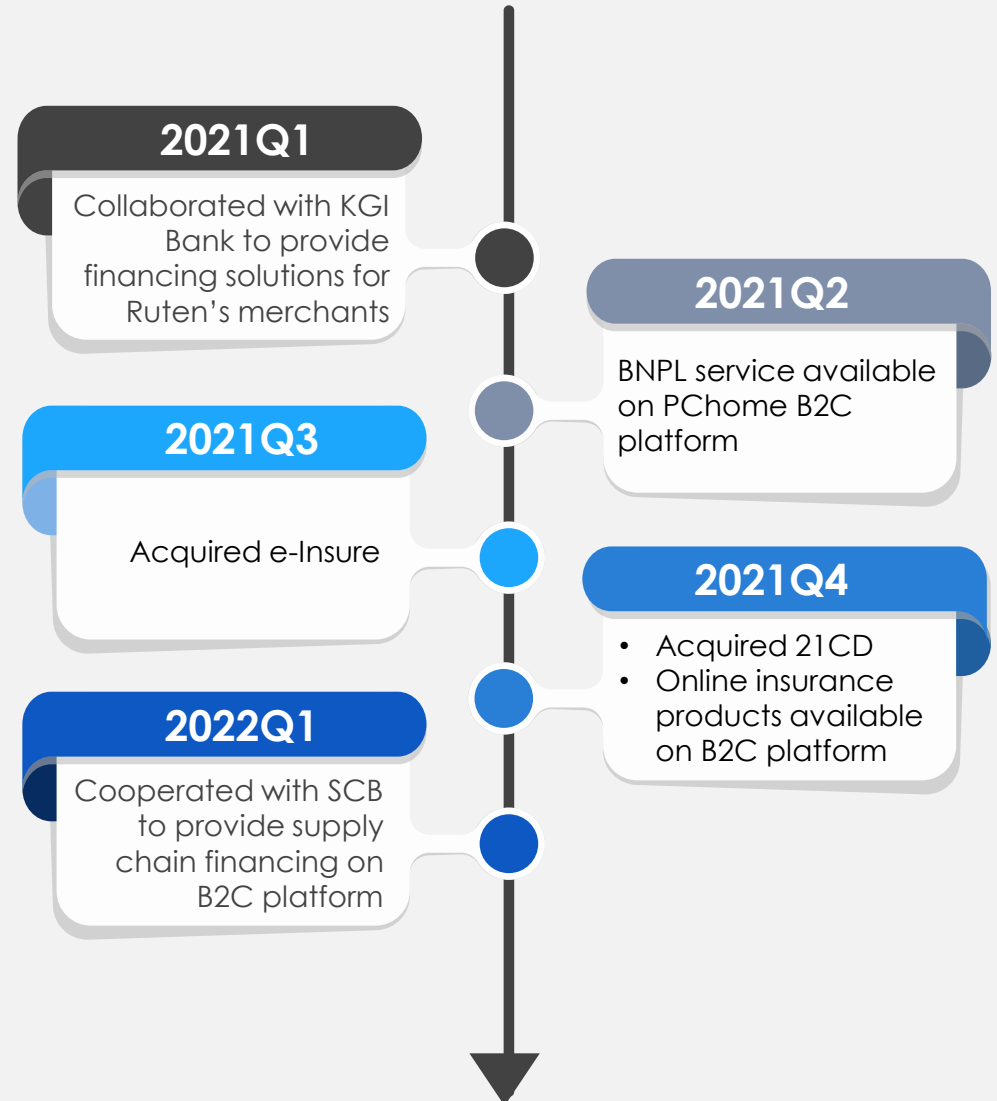 2021Q1
Collaborated with KGI
Bank to provide
financing solutions for
Ruten’s merchants
2021Q2
BNPL service available
on PChome B2C
platform
2021Q3
Acquired e-Insure
2021Q4
• Acquired 21CD
• Online insurance
products available
on B2C platform
2022Q1
Cooperated with SCB
to provide supply
chain financing on
B2C platform